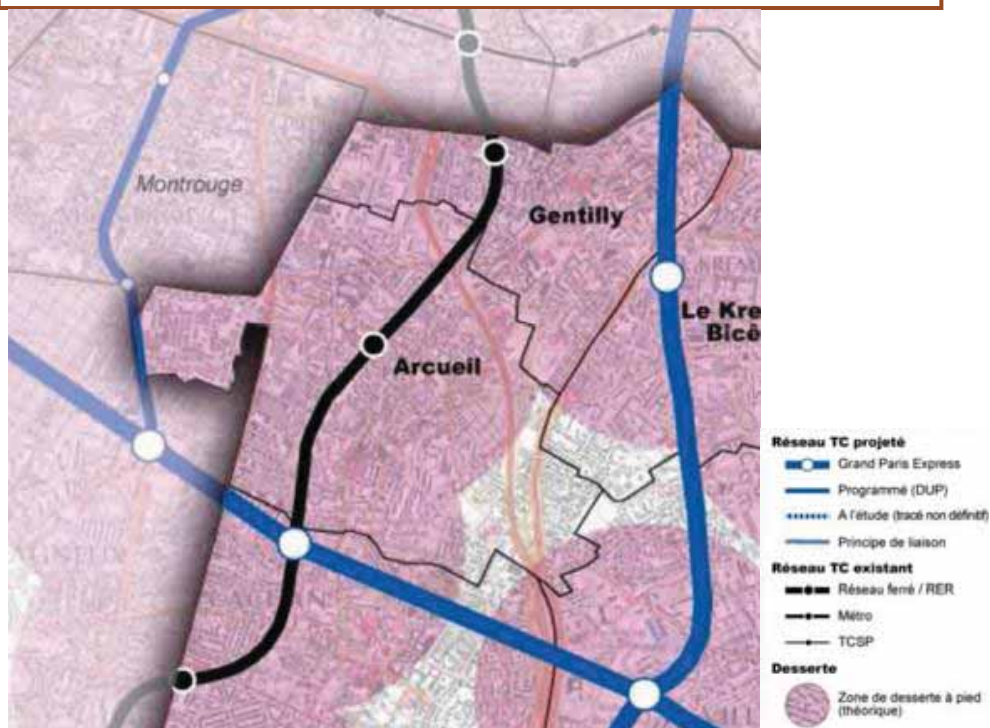 Montrouge
Gentilly
Le Kre
Bicê
Arcueil
Réseau TC projeté
Grand Paris Express
Programmé (DUP)
A l'étude (tracé non définitif)
Principe de liaison
Réseau TC existant
Réseau ferré / RER
Métro
TCSP
Desserte
Zone de desserte à pied
(théorique)